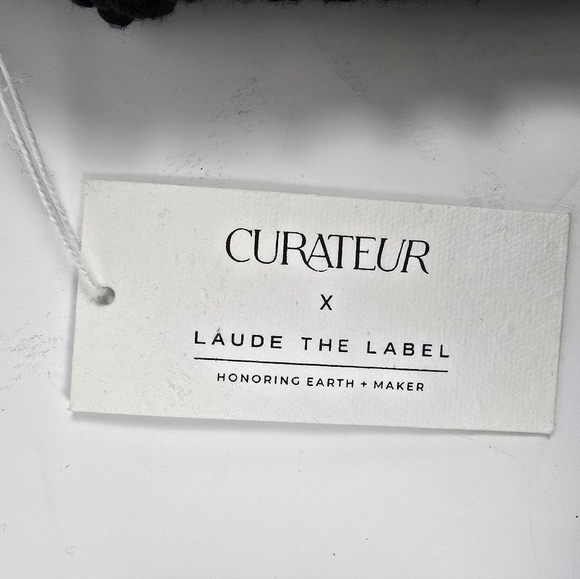 CURATEUR
X
LAUDE THE LABEL
HONORING EARTH + MAKER